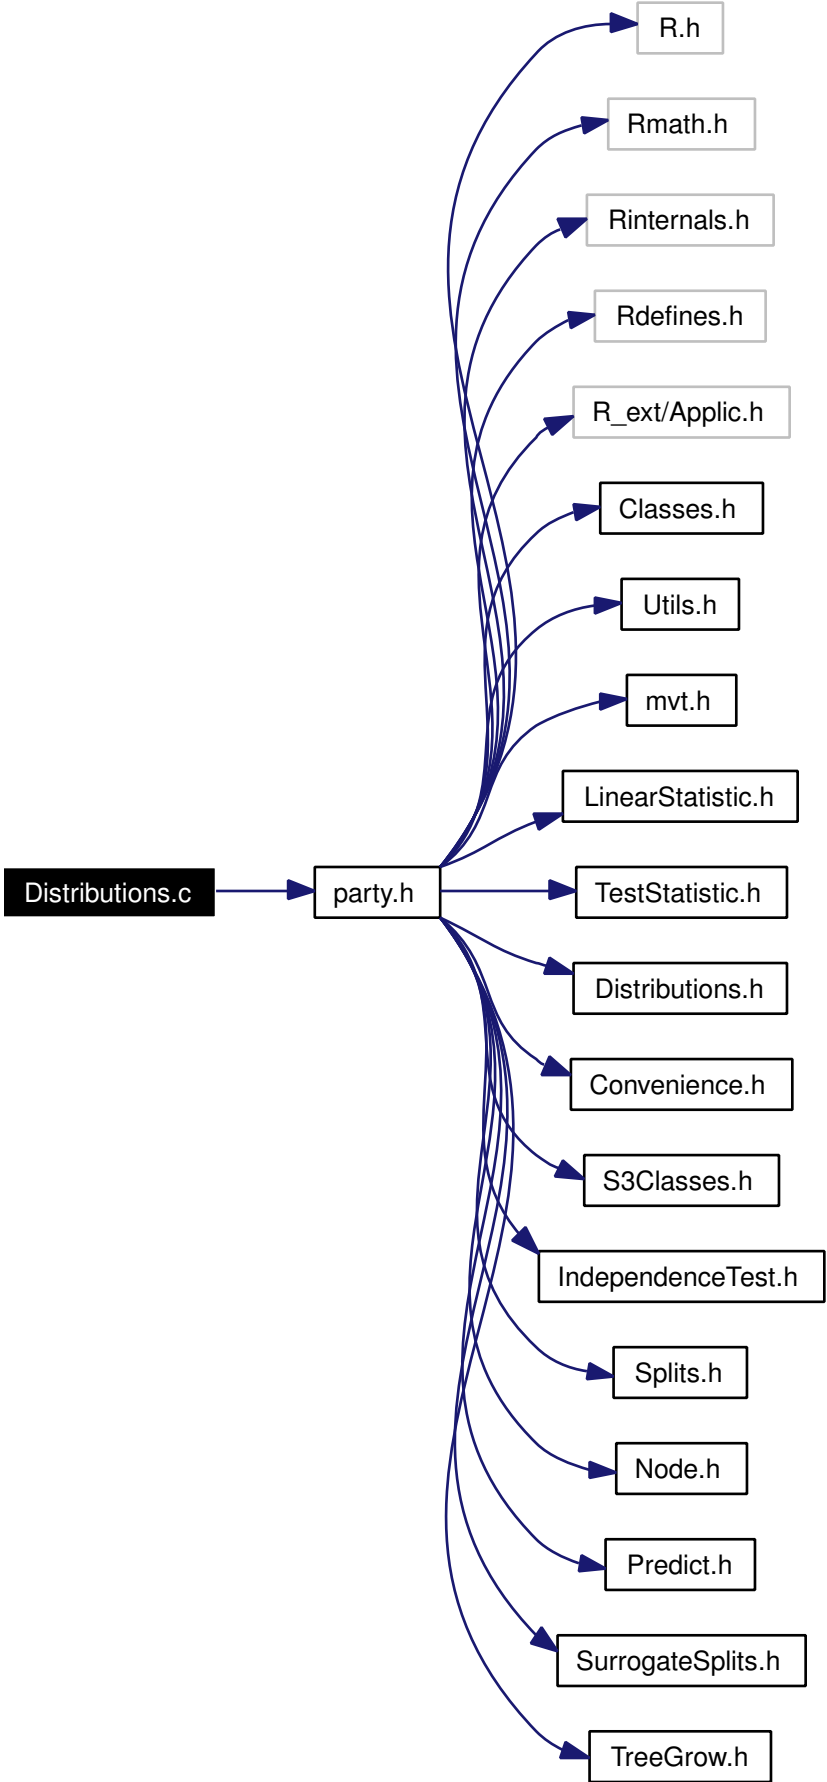 R.h
Rmath.h
Rinternals.h
Rdefines.h
R_ext/Applic.h
Classes.h
Utils.h
mvt.h
LinearStatistic.h
Distributions.c
party.h
TestStatistic.h
Distributions.h
Convenience.h
S3Classes.h
IndependenceTest.h
Splits.h
Node.h
Predict.h
SurrogateSplits.h
TreeGrow.h